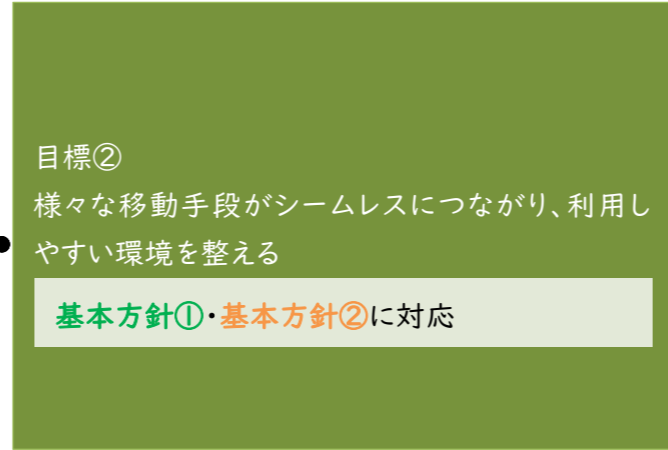 目標②
様々な移動手段がシームレスにつながり、利用し
やすい環境を整える
基本方針①・基本方針②に対応